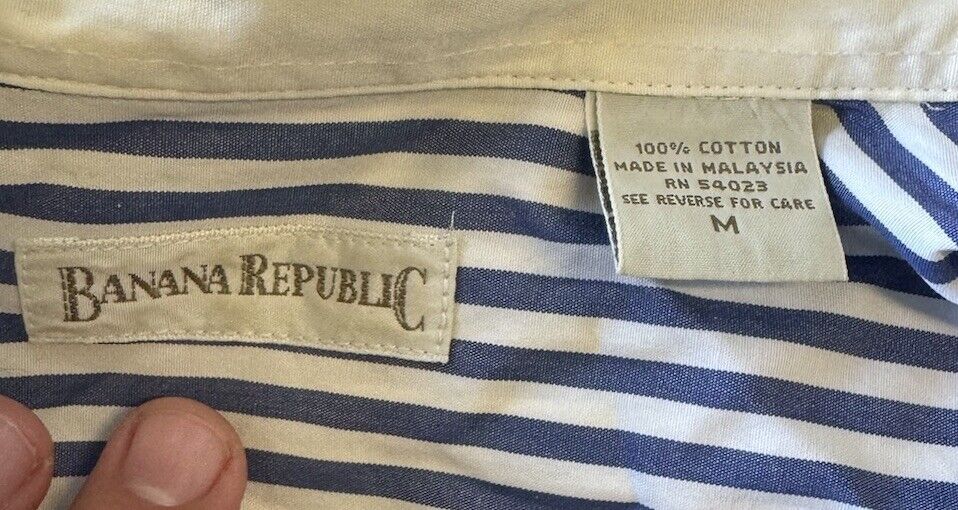 BANANA REPUBLIC
100% COTTON
MADE IN MALAYSIA
RN 54023
SEE REVERSE FOR CARE
M